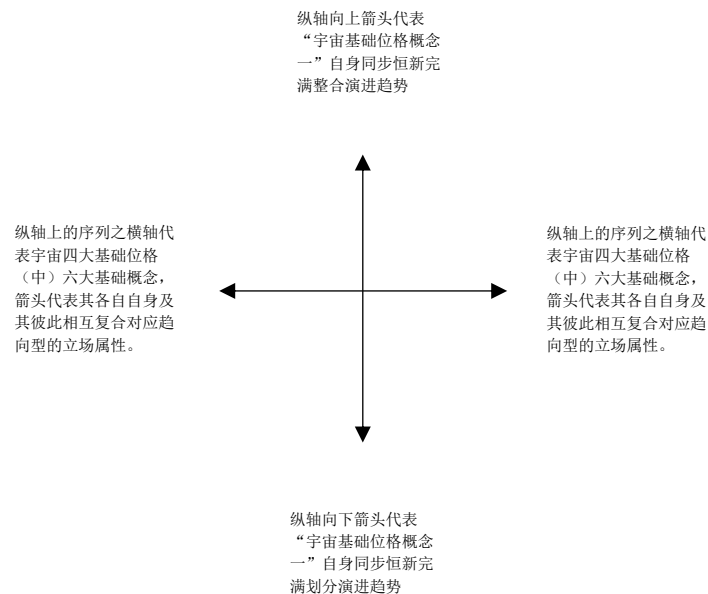 纵轴向上箭头代表
“宇宙基础位格概念
一”自身同步恒新完
满整合演进趋势
纵轴上的序列之横轴代
表宇宙四大基础位格
（中）六大基础概念，
箭头代表其各自自身及
其彼此相互复合对应趋
向型的立场属性。
纵轴上的序列之横轴代
表宇宙四大基础位格
（中）六大基础概念，
箭头代表其各自自身及
其彼此相互复合对应趋
向型的立场属性。
纵轴向下箭头代表
“宇宙基础位格概念
一”自身同步恒新完
满划分演进趋势